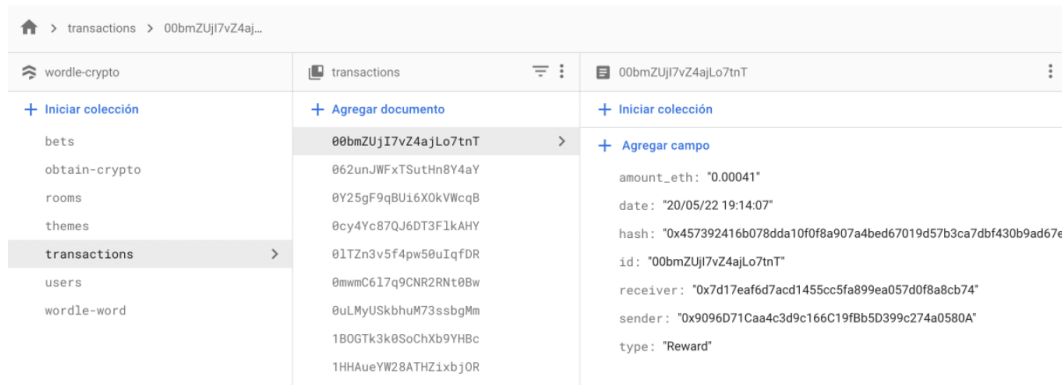 transactions > 00bmZUjI7vZ4aj...
wordle-crypto
+ Iniciar colección
bets
obtain-crypto
rooms
themes
transactions
users
wordle-word
transactions
+ Agregar documento
00bmZUjI7vZ4ajLo7tnT
062unJWFxTSutHn8Y4aY
0Y25gF9qBUi6XOkVWcqB
0cy4Yc87QJ6DT3FlkAHY
0lTZn3v5f4pw50uIqfDR
0mwmC6l7q9CNR2RNt0Bw
0uLMyUSkbhuM73ssbgMm
1BOGTk3k0SoChXb9YHBc
1HHAueYW28ATHZixbjOR
00bmZUjI7vZ4ajLo7tnT
+ Iniciar colección
+ Agregar campo
amount_eth: "0.00041"
date: "20/05/22 19:14:07"
hash: "0x457392416b078dda10f0f8a907a4bed67019d57b3ca7dbf430b9ad67e
id: "00bmZUjI7vZ4ajLo7tnT"
receiver: "0x7d17eaf6d7acd1455cc5fa899ea057d0f8a8cb74"
sender: "0x9096D71Caa4c3d9c166C19fBb5D399c274a0580A"
type: "Reward"